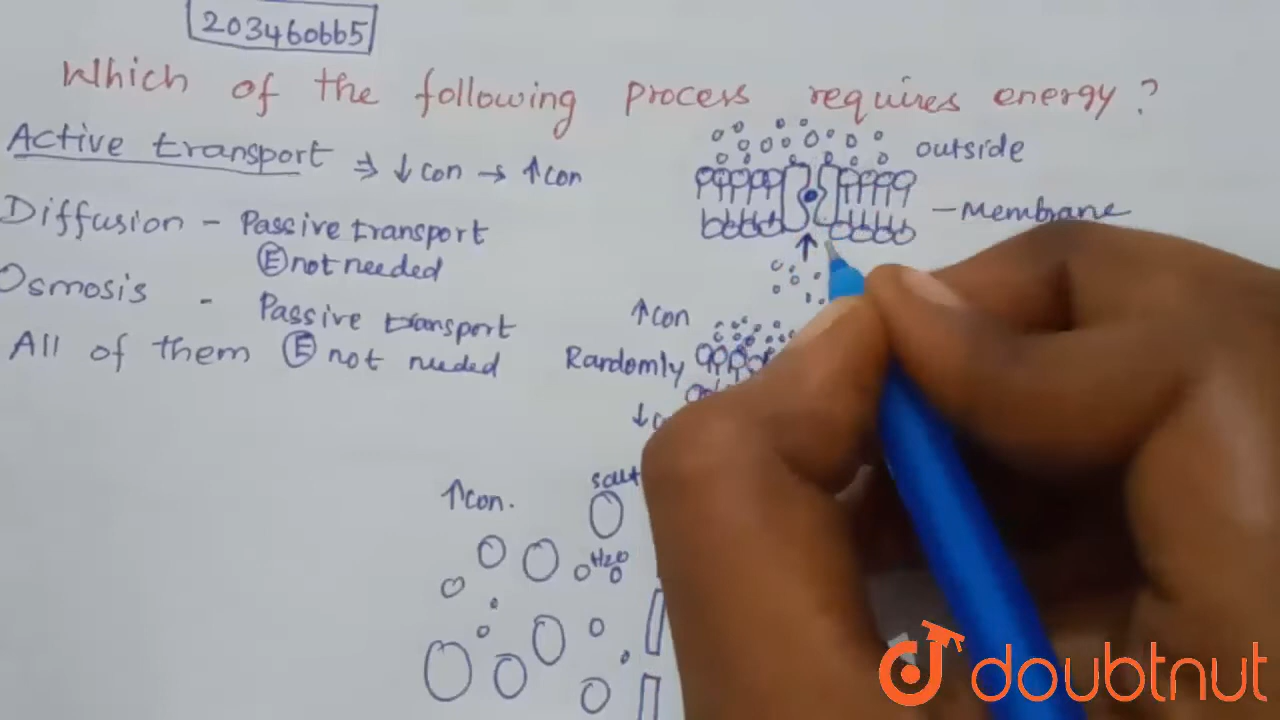 203460665
Which of the following process requires energy?
Active transport ⇒ ↓con → ↑con
Diffusion - Passive transport
Ⓔ not needed
Osmosis - Passive transport
All of them Ⓔ not needed
outside
- Membrane
↑con
Randomly
↑con.
salt
H2O
doubtnut